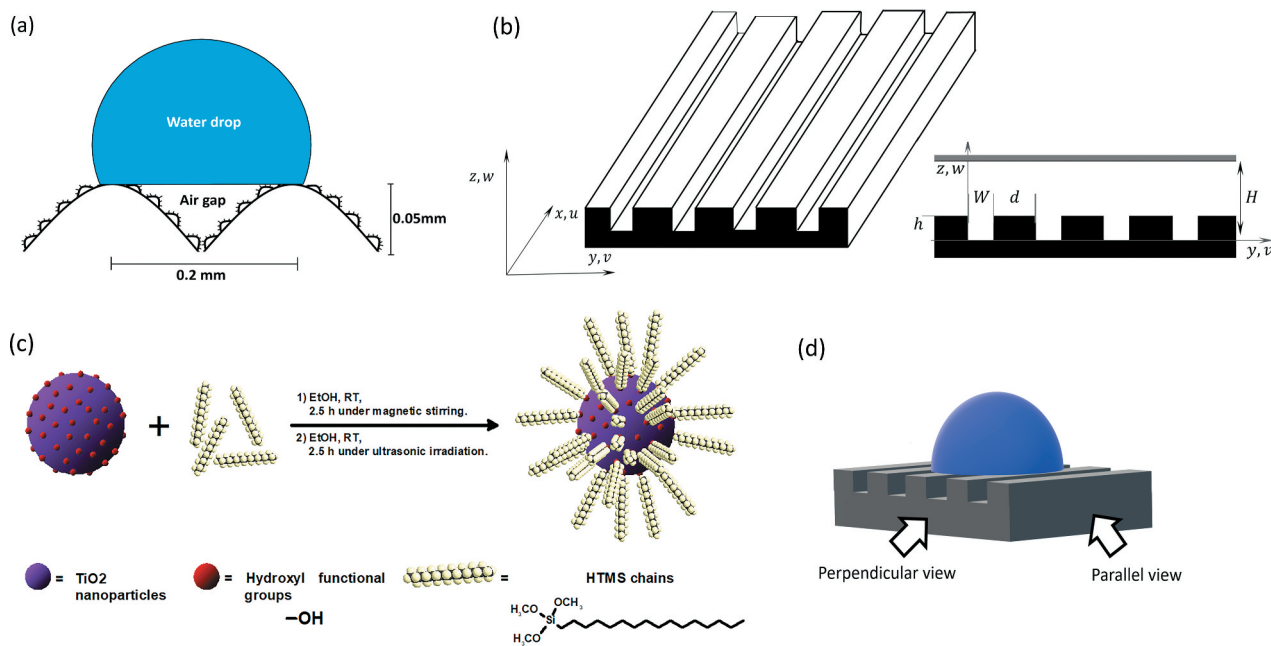 (a)
Water drop
Air gap
0.05mm
0.2 mm
(b)
z, w
x, u
y, v
z, w
W
d
H
h
y, v
(c)
1) EtOH, RT,
2.5 h under magnetic stirring.
2) EtOH, RT,
2.5 h under ultrasonic irradiation.
= TiO2
nanoparticles
= Hydroxyl functional
groups
−OH
= HTMS chains
H₃CO
OCH₃
Si
H₃CO
(d)
Perpendicular view
Parallel view